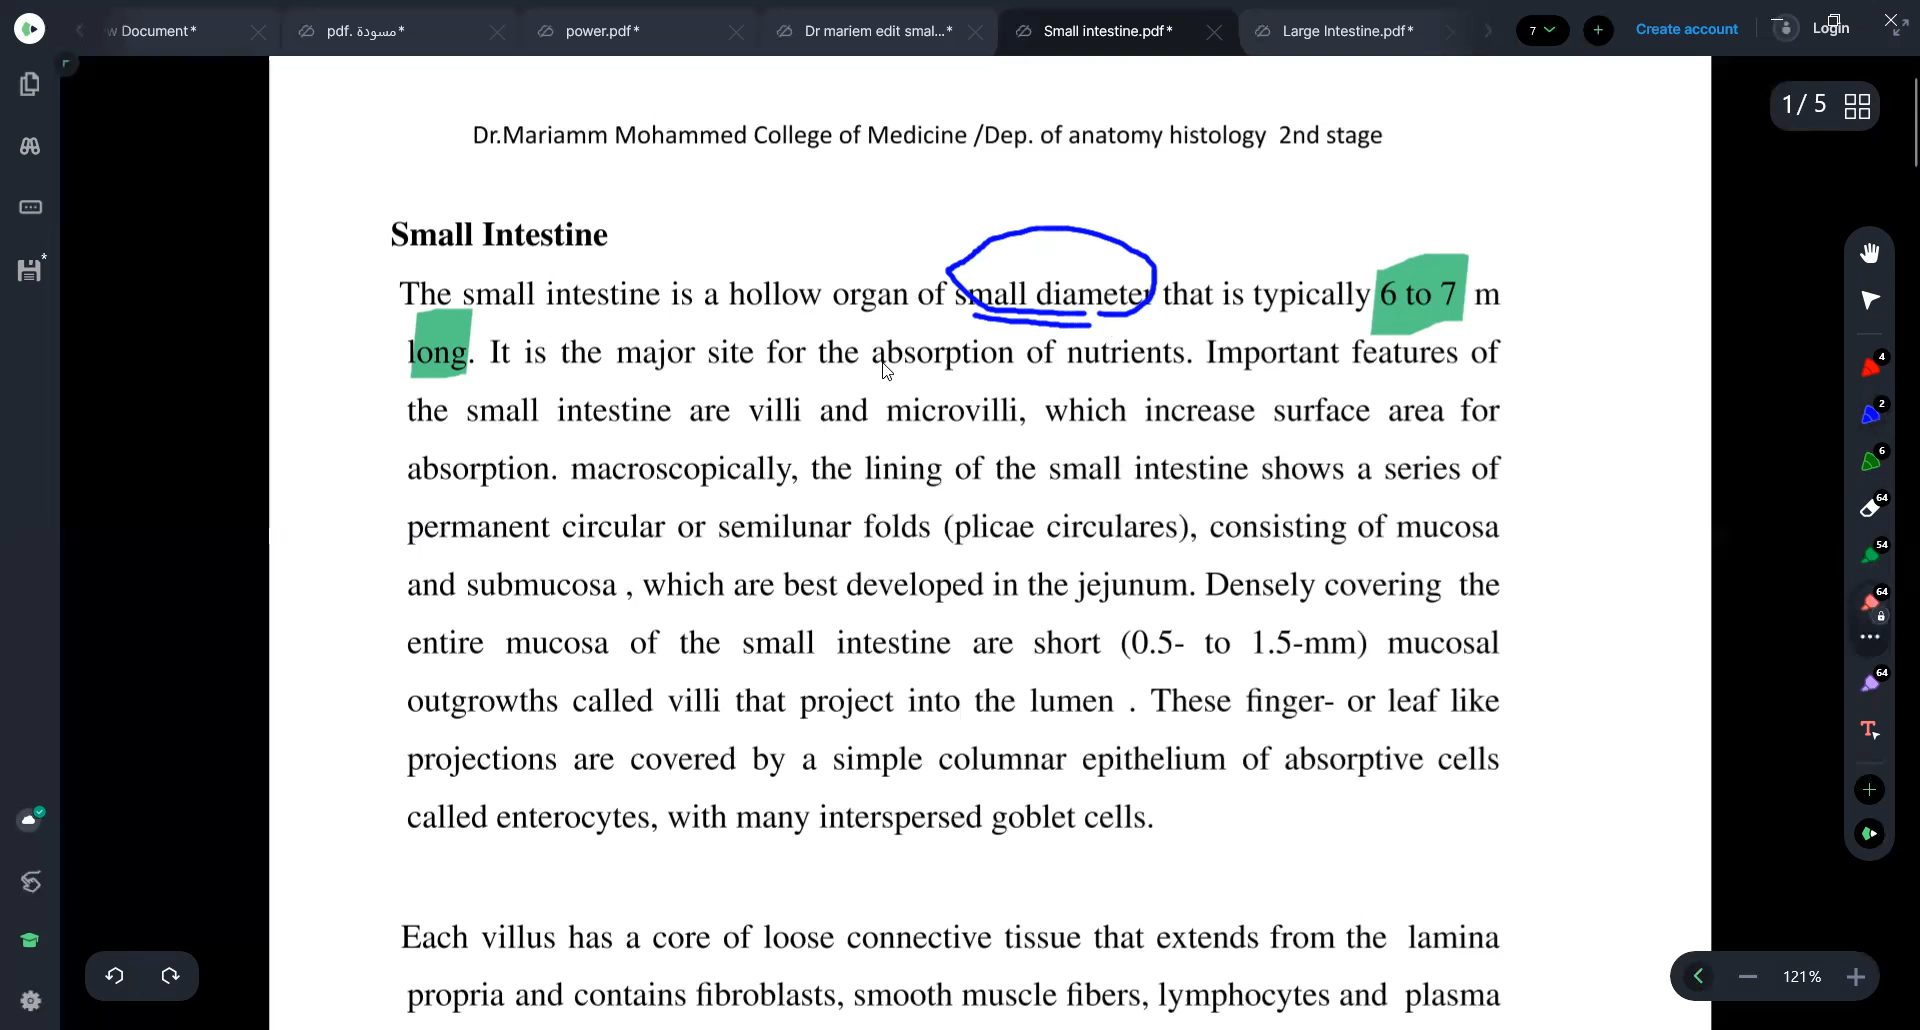 w Document*
pdf. مسودة*
power.pdf*
Dr mariem edit smal...*
Small intestine.pdf*
Large Intestine.pdf*
7
Create account
Login
1/ 5
Dr.Mariamm Mohammed College of Medicine /Dep. of anatomy histology 2nd stage
Small Intestine
The small intestine is a hollow organ of small diameter that is typically 6 to 7 m
long. It is the major site for the absorption of nutrients. Important features of
the small intestine are villi and microvilli, which increase surface area for
absorption. macroscopically, the lining of the small intestine shows a series of
permanent circular or semilunar folds (plicae circulares), consisting of mucosa
and submucosa , which are best developed in the jejunum. Densely covering the
entire mucosa of the small intestine are short (0.5- to 1.5-mm) mucosal
outgrowths called villi that project into the lumen . These finger- or leaf like
projections are covered by a simple columnar epithelium of absorptive cells
called enterocytes, with many interspersed goblet cells.
Each villus has a core of loose connective tissue that extends from the lamina
propria and contains fibroblasts, smooth muscle fibers, lymphocytes and plasma
4
2
6
64
54
64
64
T
121%